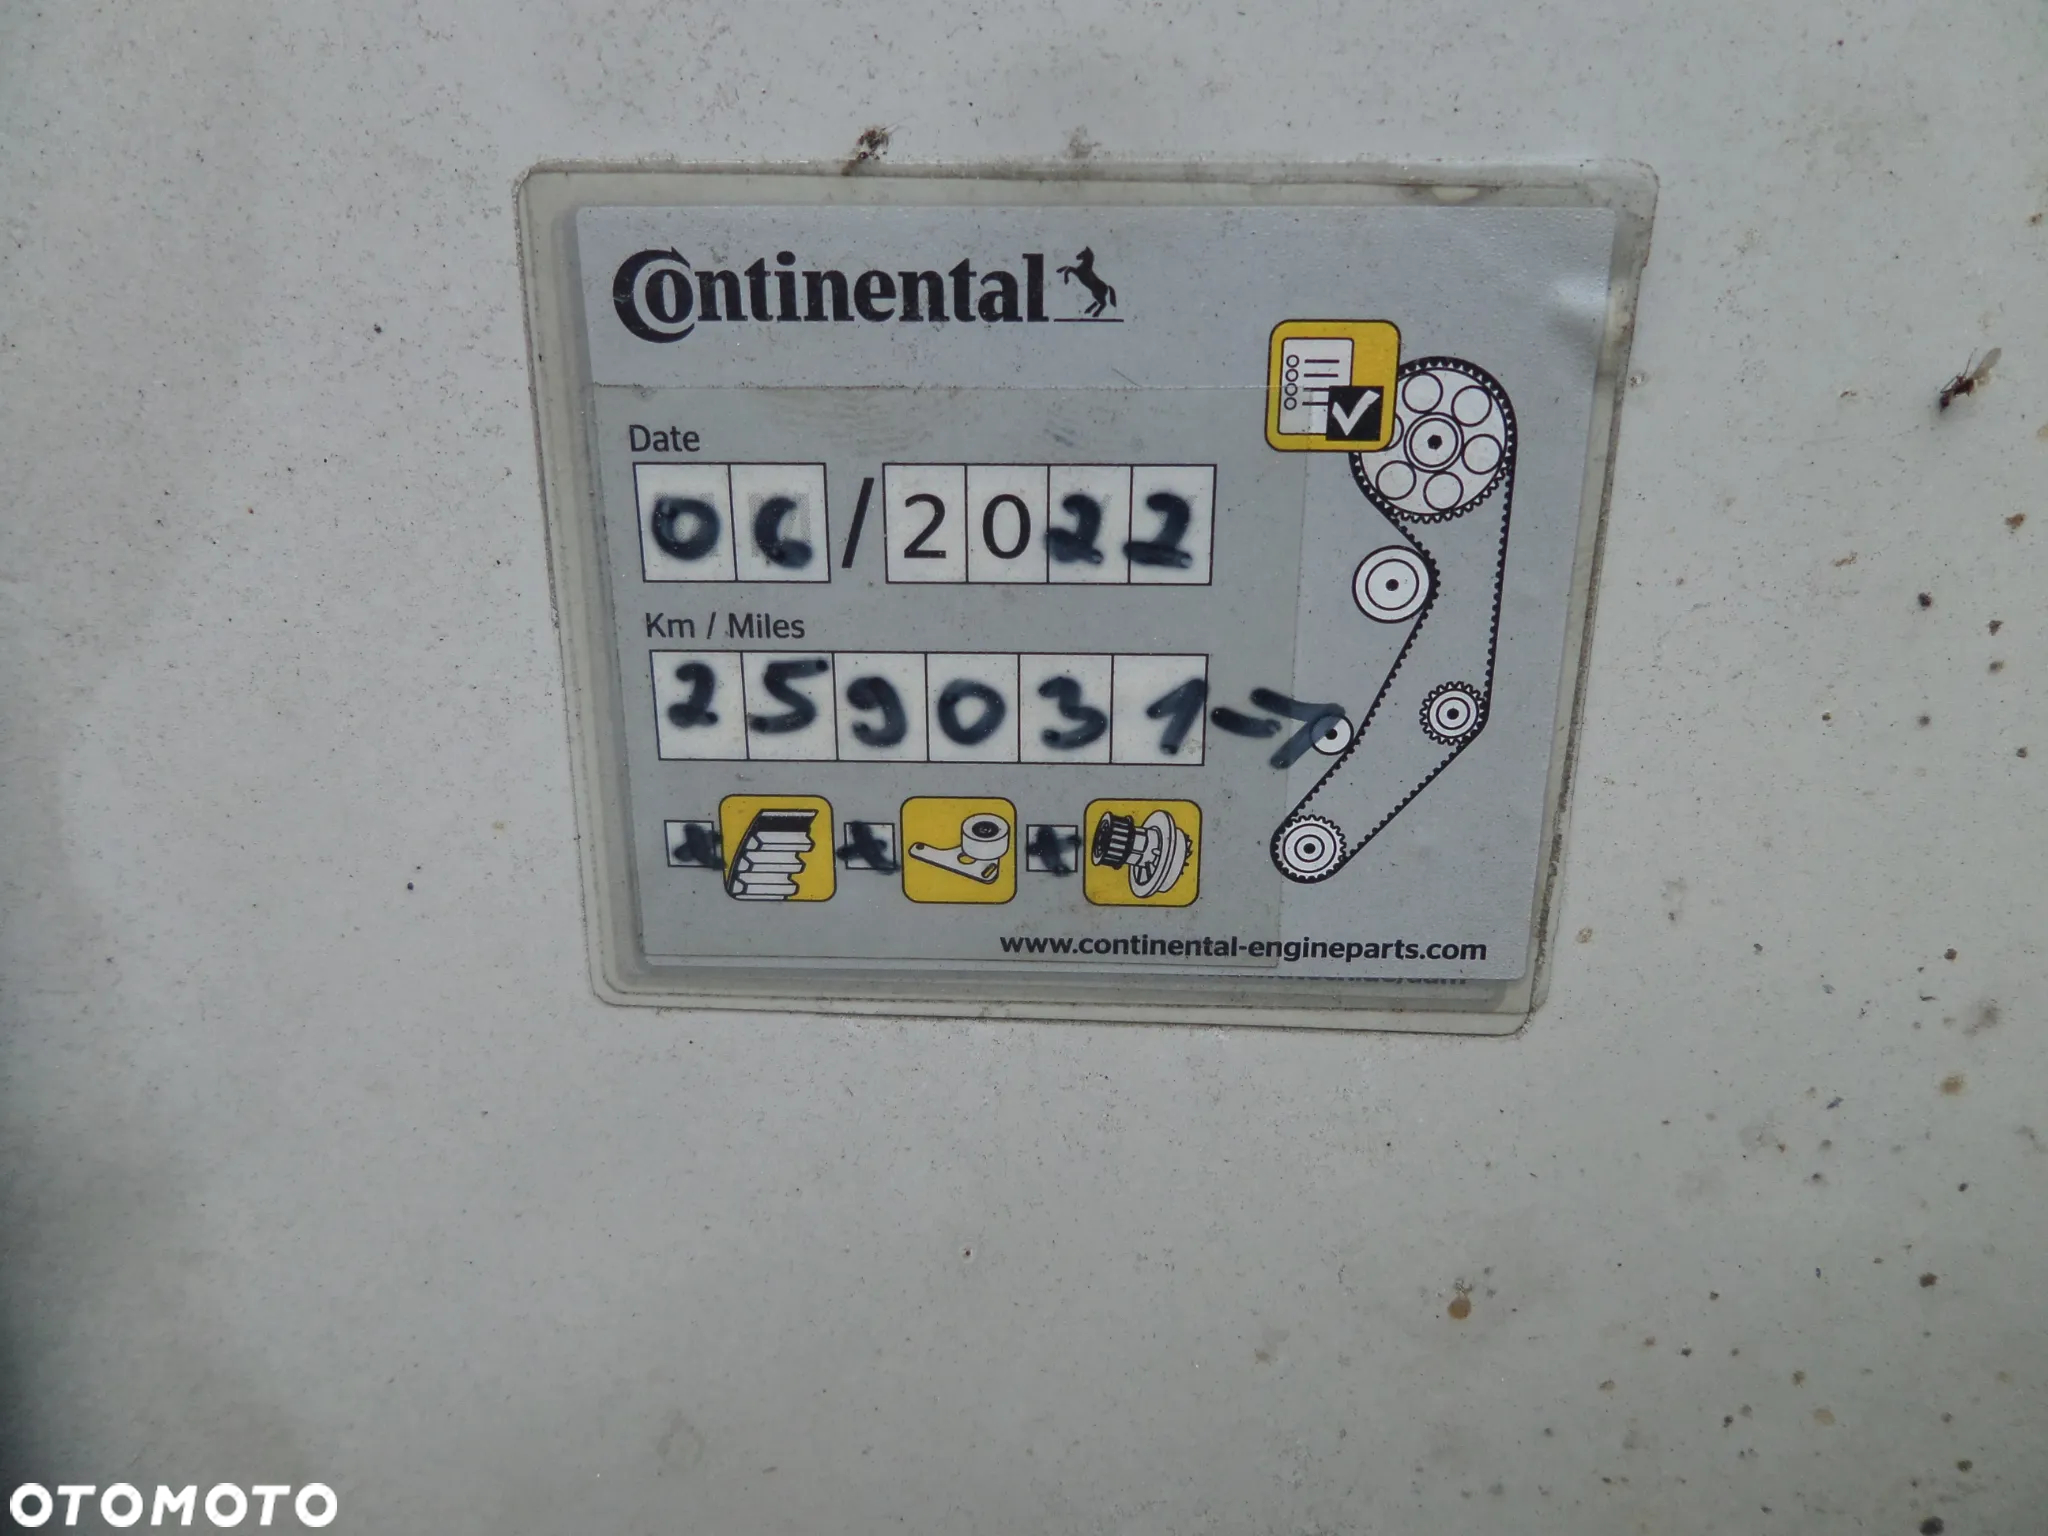 Continental
Date
06/2022
Km / Miles
259031->
www.continental-engineparts.com
OTOMOTO